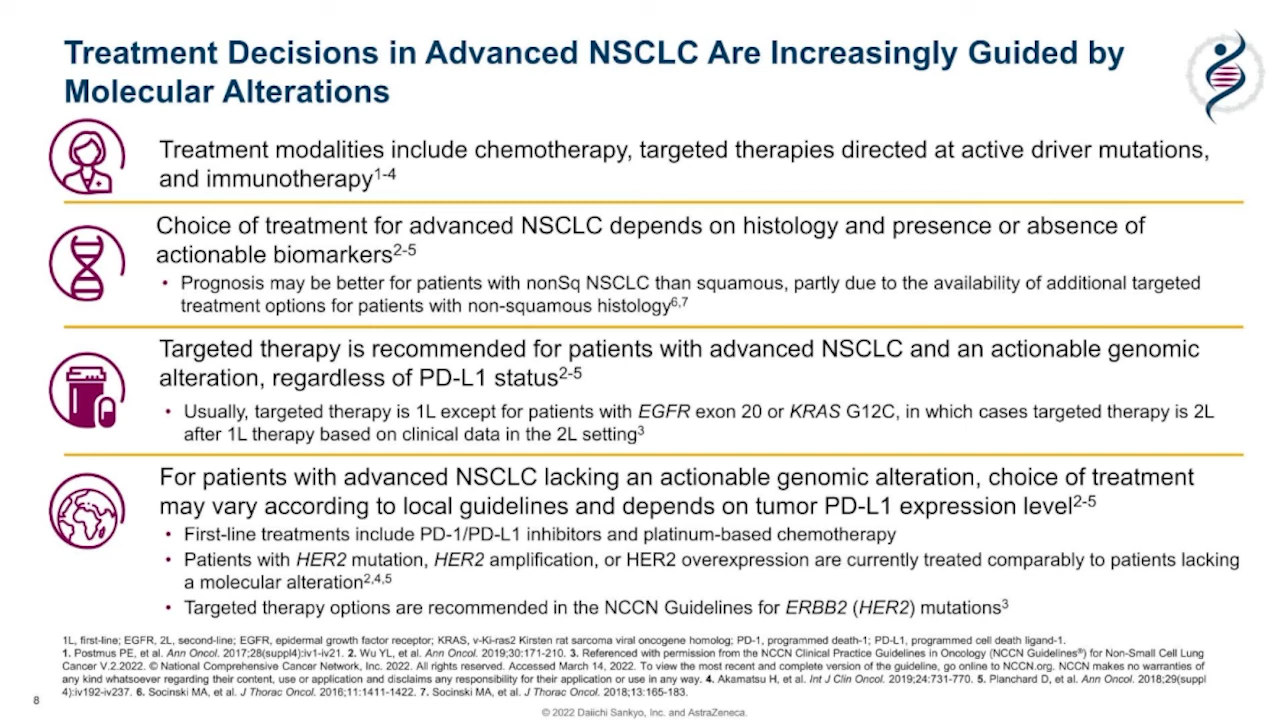 Treatment Decisions in Advanced NSCLC Are Increasingly Guided by
Molecular Alterations
Treatment modalities include chemotherapy, targeted therapies directed at active driver mutations,
and immunotherapy1-4
Choice of treatment for advanced NSCLC depends on histology and presence or absence of
actionable biomarkers2-5
• Prognosis may be better for patients with nonSq NSCLC than squamous, partly due to the availability of additional targeted
treatment options for patients with non-squamous histology6,7
Targeted therapy is recommended for patients with advanced NSCLC and an actionable genomic
alteration, regardless of PD-L1 status2-5
• Usually, targeted therapy is 1L except for patients with EGFR exon 20 or KRAS G12C, in which cases targeted therapy is 2L
after 1L therapy based on clinical data in the 2L setting3
For patients with advanced NSCLC lacking an actionable genomic alteration, choice of treatment
may vary according to local guidelines and depends on tumor PD-L1 expression level2-5
• First-line treatments include PD-1/PD-L1 inhibitors and platinum-based chemotherapy
• Patients with HER2 mutation, HER2 amplification, or HER2 overexpression are currently treated comparably to patients lacking
a molecular alteration2,4,5
• Targeted therapy options are recommended in the NCCN Guidelines for ERBB2 (HER2) mutations3
1L, first-line; EGFR, 2L, second-line; EGFR, epidermal growth factor receptor; KRAS, v-Ki-ras2 Kirsten rat sarcoma viral oncogene homolog; PD-1, programmed death-1; PD-L1, programmed cell death ligand-1.
1. Postmus PE, et al. Ann Oncol. 2017;28(suppl4):iv1-iv21. 2. Wu YL, et al. Ann Oncol. 2019;30:171-210. 3. Referenced with permission from the NCCN Clinical Practice Guidelines in Oncology (NCCN Guidelines®) for Non-Small Cell Lung
Cancer V.2.2022. © National Comprehensive Cancer Network, Inc. 2022. All rights reserved. Accessed March 14, 2022. To view the most recent and complete version of the guideline, go online to NCCN.org. NCCN makes no warranties of
any kind whatsoever regarding their content, use or application and disclaims any responsibility for their application or use in any way. 4. Akamatsu H, et al. Int J Clin Oncol. 2019;24:731-770. 5. Planchard D, et al. Ann Oncol. 2018;29(suppl
4):iv192-iv237. 6. Socinski MA, et al. J Thorac Oncol. 2016;11:1411-1422. 7. Socinski MA, et al. J Thorac Oncol. 2018;13:165-183.
8
© 2022 Daiichi Sankyo, Inc. and AstraZeneca.